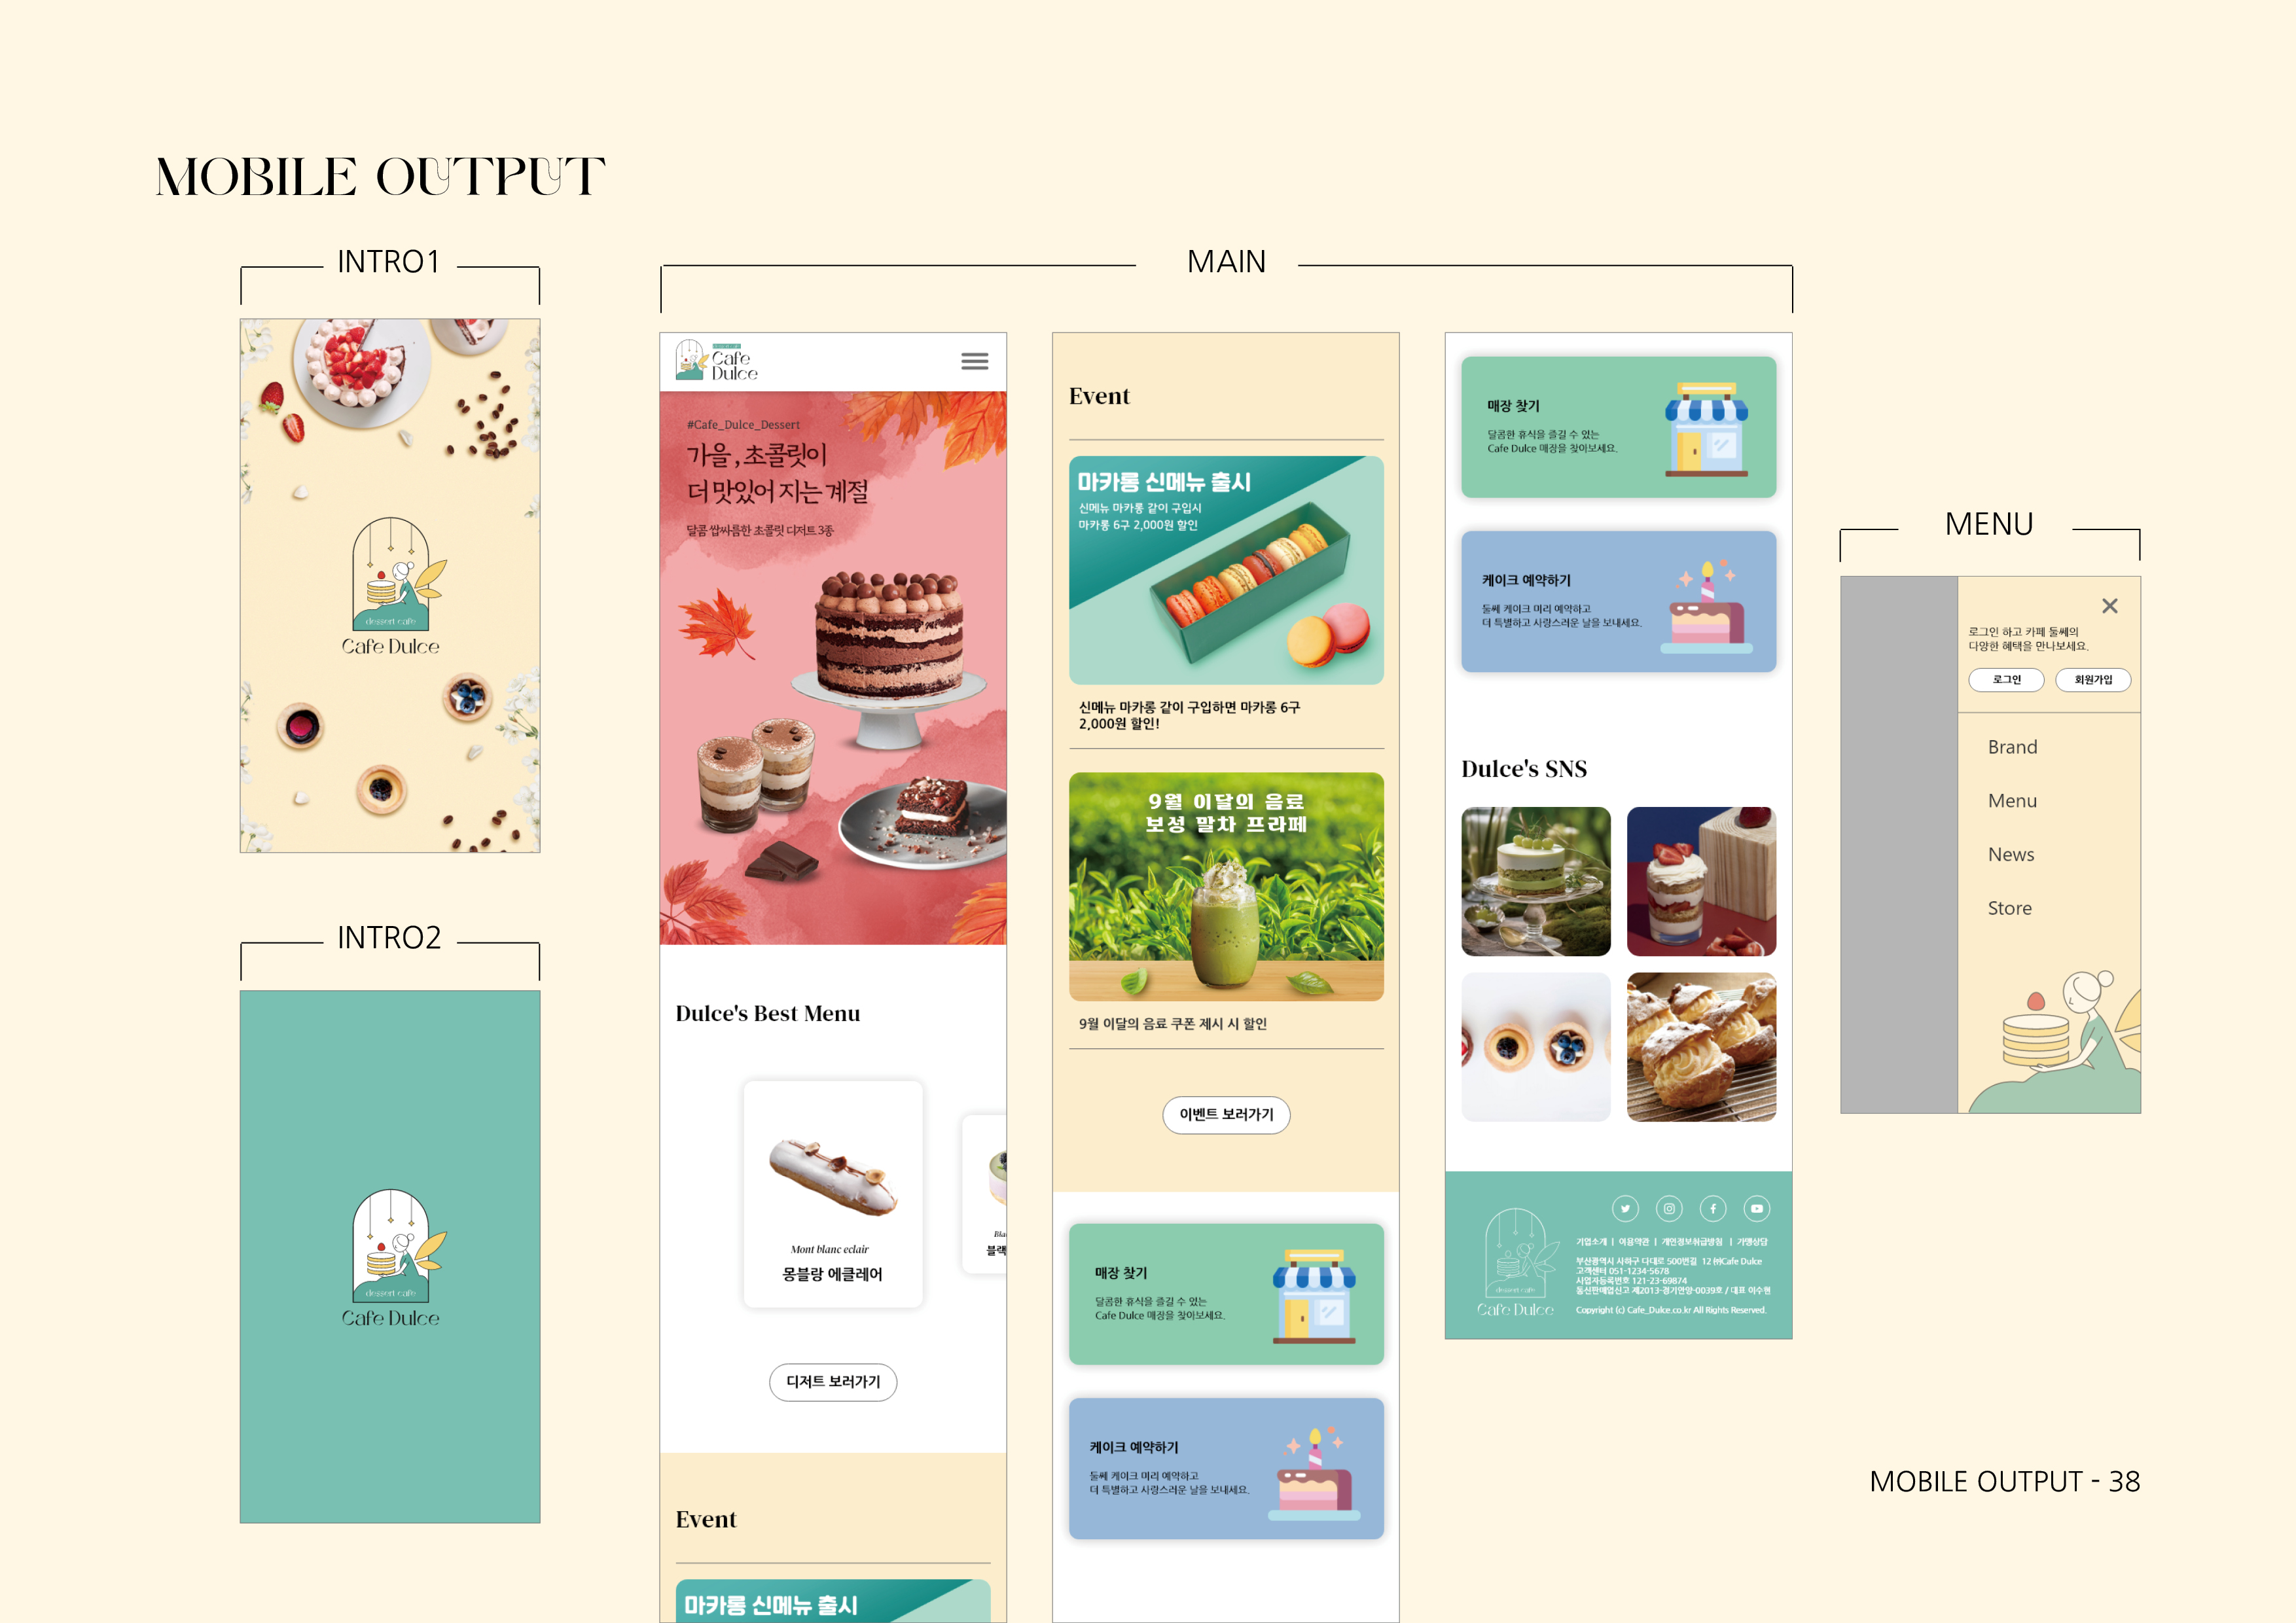 MOBILE OUTPUT
INTRO1
dessert cafe
Cafe Dulce
INTRO2
dessert cafe
Cafe Dulce
MAIN
Cafe
Dulce
#Cafe_Dulce_Dessert
가을, 초콜릿이
더 맛있어 지는 계절
달콤 쌉싸름한 초콜릿 디저트 3종
Dulce's Best Menu
Mont blanc eclair
몽블랑 에클레어
Bla
블랙
디저트 보러가기
Event
마카롱 신메뉴 출시
Event
마카롱 신메뉴 출시
신메뉴 마카롱 같이 구입시
마카롱 6구 2,000원 할인
신메뉴 마카롱 같이 구입하면 마카롱 6구
2,000원 할인!
9월 이달의 음료
보성 말차 프라페
9월 이달의 음료 쿠폰 제시 시 할인
이벤트 보러가기
매장 찾기
달콤한 휴식을 즐길 수 있는
Cafe Dulce 매장을 찾아보세요.
케이크 예약하기
둘쎄 케이크 미리 예약하고
더 특별하고 사랑스러운 날을 보내세요.
매장 찾기
달콤한 휴식을 즐길 수 있는
Cafe Dulce 매장을 찾아보세요.
케이크 예약하기
둘쎄 케이크 미리 예약하고
더 특별하고 사랑스러운 날을 보내세요.
Dulce's SNS
dessert cafe
Cafe Dulce
기업소개 | 이용약관 | 개인정보취급방침 | 가맹상담
부산광역시 사하구 다대로 500번길 12 ㈜Cafe Dulce
고객센터 051-1234-5678
사업자등록번호 121-23-69874
통신판매업신고 제2013-경기안양-0039호 / 대표 이수원
Copyright (c) Cafe_Dulce.co.kr All Rights Reserved.
MENU
로그인 하고 카페 둘쎄의
다양한 혜택을 만나보세요.
로그인
회원가입
Brand
Menu
News
Store
MOBILE OUTPUT - 38